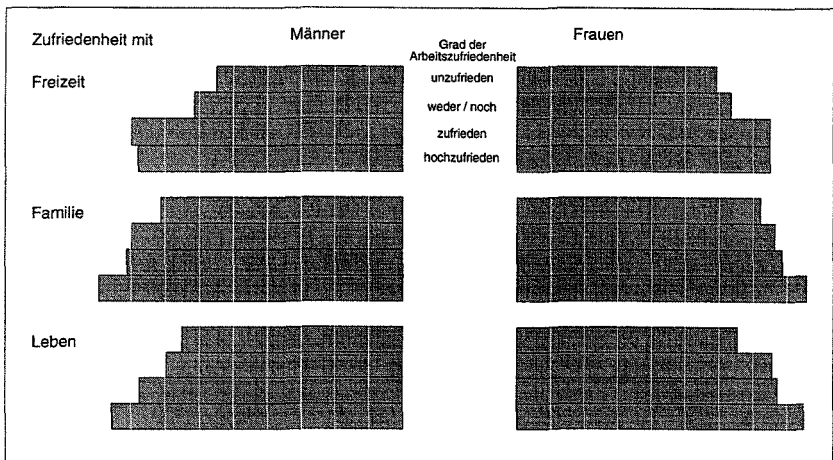 Zufriedenheit mit
Männer
Grad der
Arbeitszufriedenheit
Frauen
Freizeit
unzufrieden
weder / noch
zufrieden
hochzufrieden
Familie
Leben